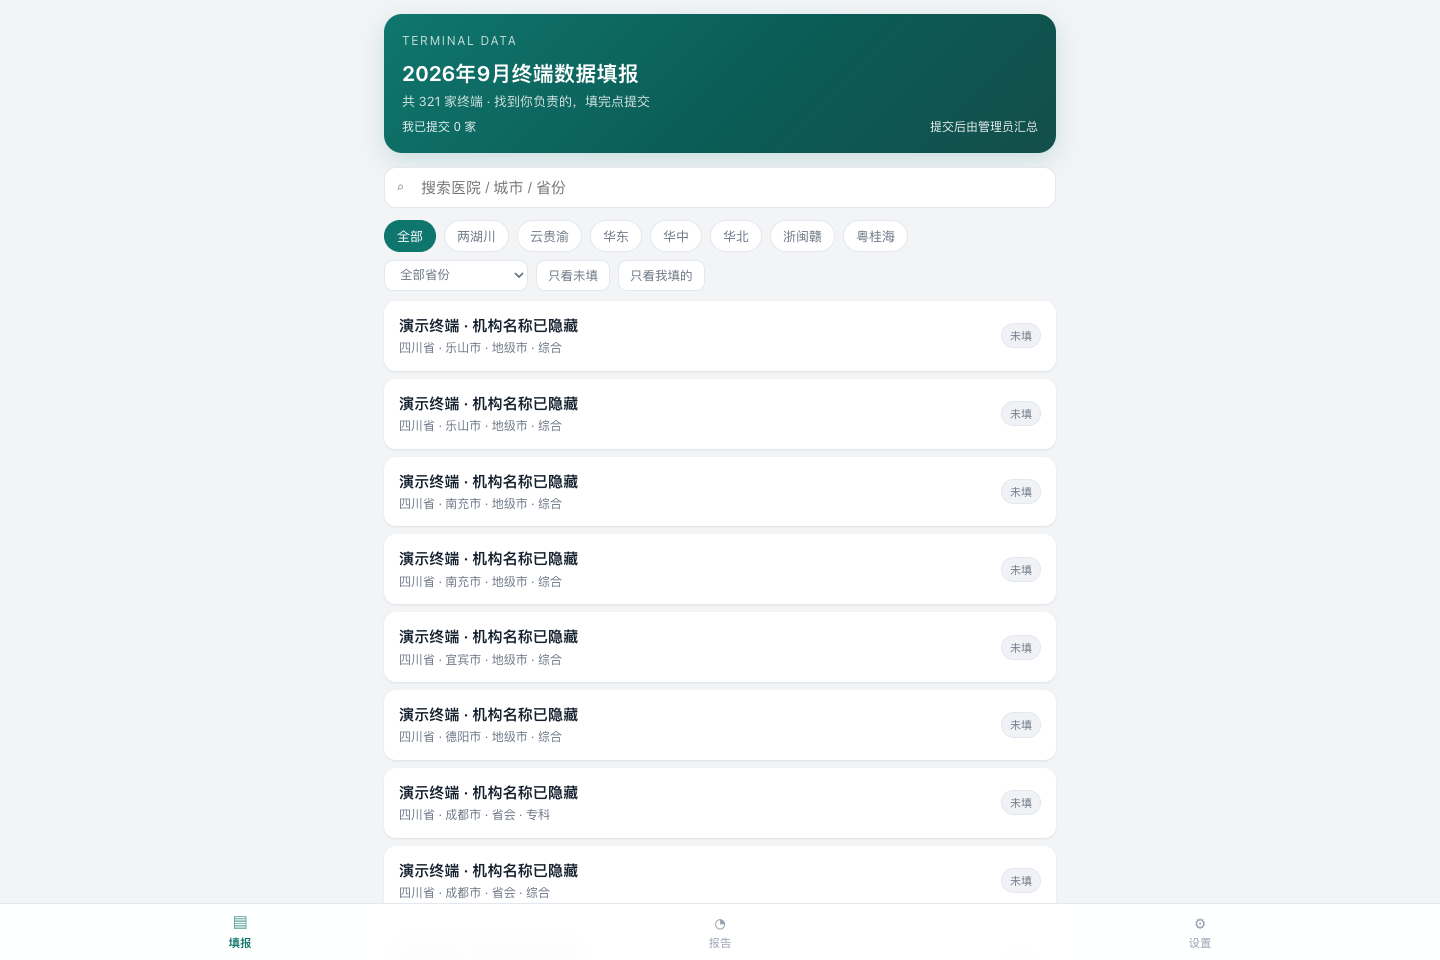 TERMINAL DATA
2026年9月终端数据填报
共 321 家终端 · 找到你负责的，填完点提交
我已提交 0 家
提交后由管理员汇总
搜索医院 / 城市 / 省份
全部 两湖川 云贵渝 华东 华中 华北 浙闽赣 粤桂海
全部省份 只看未填 只看我填的
演示终端 · 机构名称已隐藏
四川省 · 乐山市 · 地级市 · 综合
未填
演示终端 · 机构名称已隐藏
四川省 · 乐山市 · 地级市 · 综合
未填
演示终端 · 机构名称已隐藏
四川省 · 南充市 · 地级市 · 综合
未填
演示终端 · 机构名称已隐藏
四川省 · 南充市 · 地级市 · 综合
未填
演示终端 · 机构名称已隐藏
四川省 · 宜宾市 · 地级市 · 综合
未填
演示终端 · 机构名称已隐藏
四川省 · 德阳市 · 地级市 · 综合
未填
演示终端 · 机构名称已隐藏
四川省 · 成都市 · 省会 · 专科
未填
演示终端 · 机构名称已隐藏
四川省 · 成都市 · 省会 · 综合
未填
填报 报告 设置